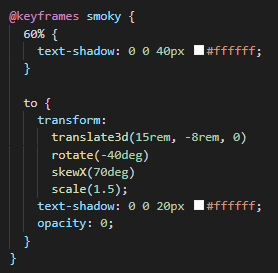 @keyframes smoky {
  60% {
    text-shadow: 0 0 40px #ffffff;
  }

  to {
    transform:
      translate3d(15rem, -8rem, 0)
      rotate(-40deg)
      skewX(70deg)
      scale(1.5);
    text-shadow: 0 0 20px #ffffff;
    opacity: 0;
  }
}